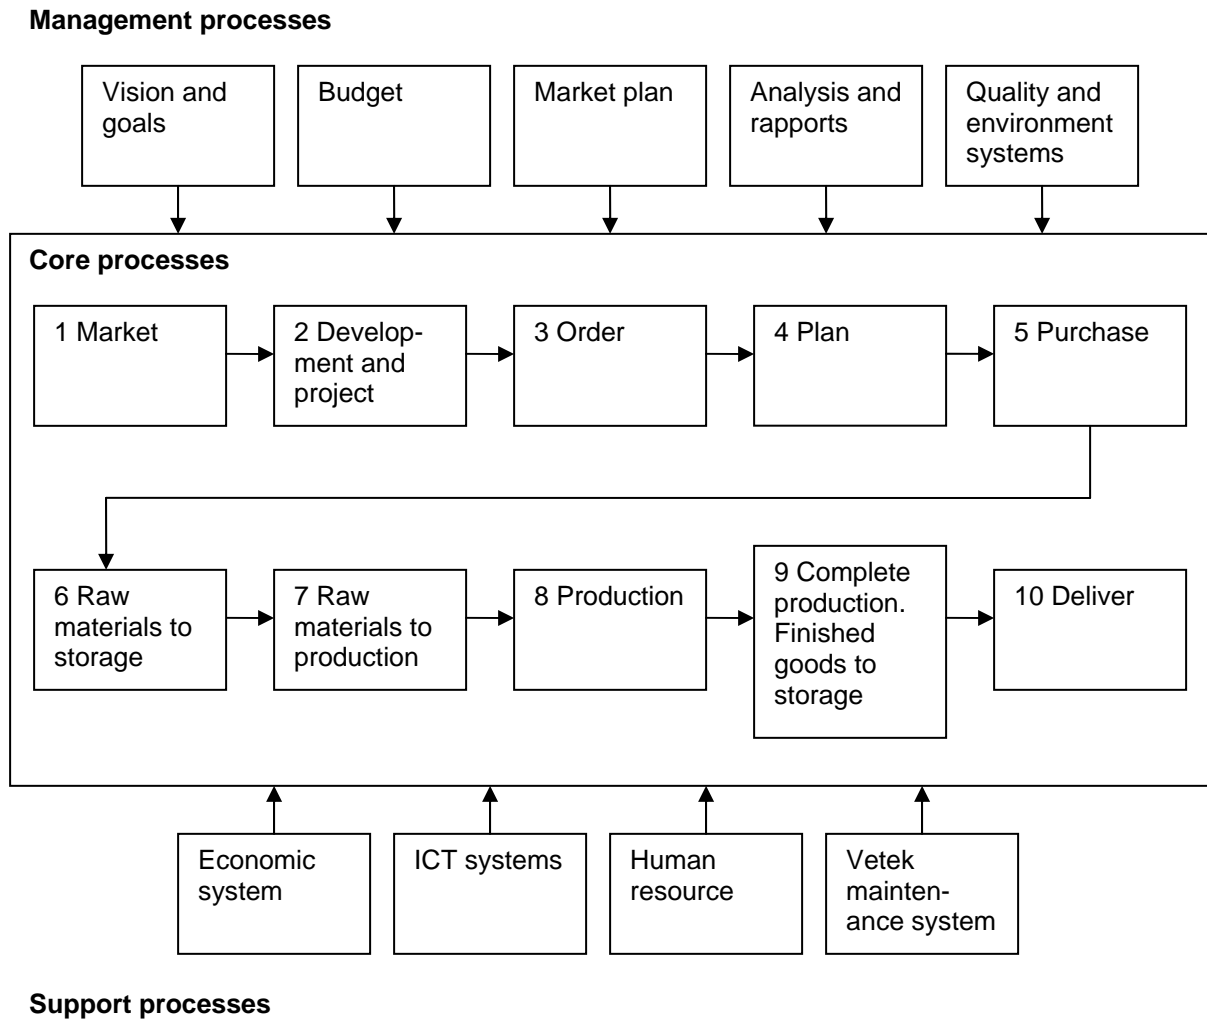 Management processes
Vision and
goals
Budget
Market plan
Analysis and
rapports
Quality and
environment
systems
Core processes
1 Market
2 Develop-
ment and
project
3 Order
4 Plan
5 Purchase
6 Raw
materials to
storage
7 Raw
materials to
production
8 Production
9 Complete
production.
Finished
goods to
storage
10 Deliver
Economic
system
ICT systems
Human
resource
Vetek
mainten-
ance system
Support processes